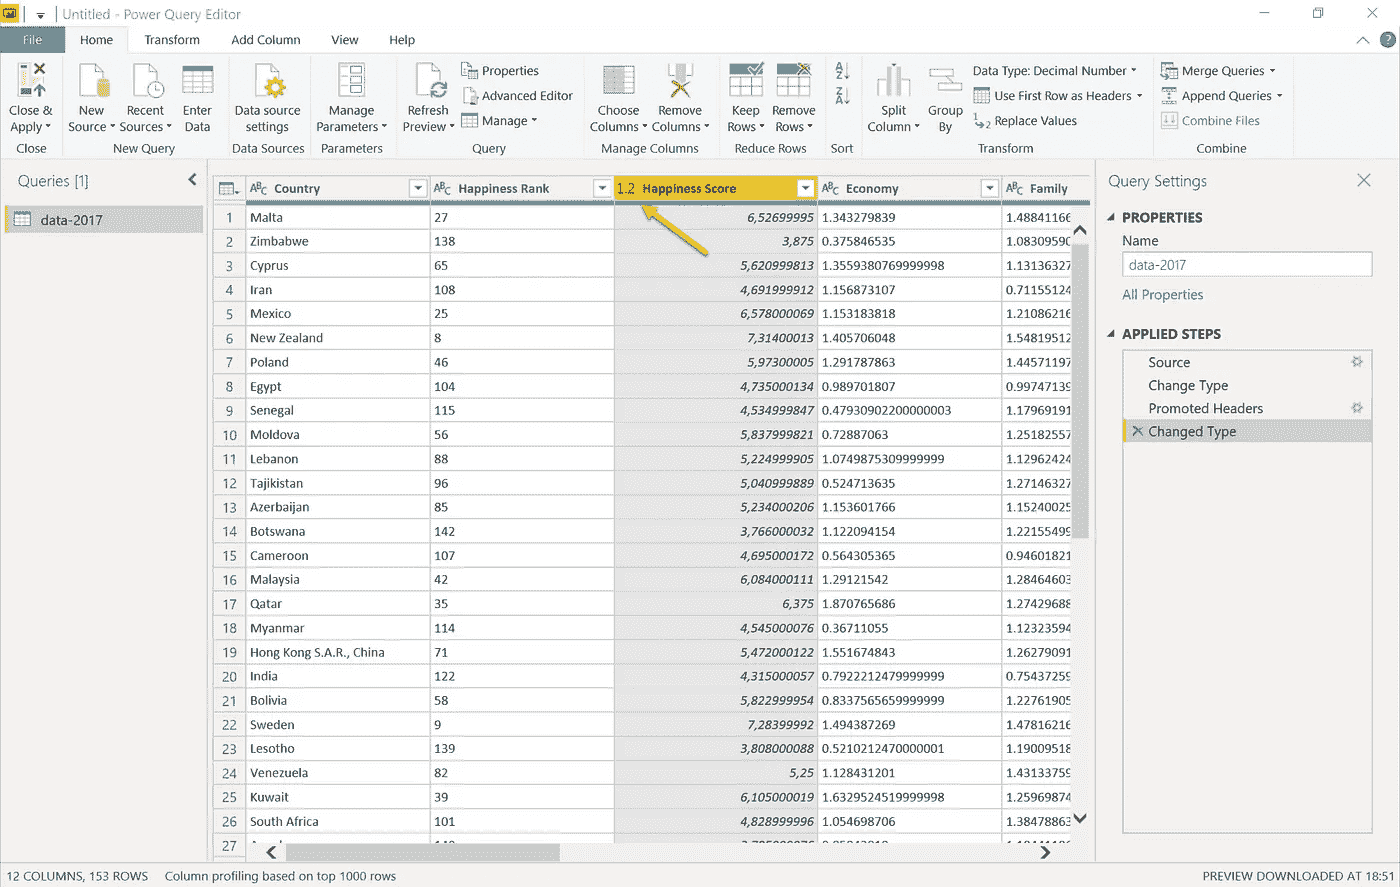 Untitled - Power Query Editor
File Home Transform Add Column View Help
Close & Apply
New Source
Recent Sources
Enter Data
Data source settings
Manage Parameters
Refresh Preview
Properties
Advanced Editor
Manage
Choose Columns
Remove Columns
Keep Rows
Remove Rows
Split Column
Group By
Data Type: Decimal Number
Use First Row as Headers
Replace Values
Merge Queries
Append Queries
Combine Files
Close New Query Data Sources Parameters Query Manage Columns Reduce Rows Sort Transform Combine
Queries [1]
data-2017
ABC Country ABC Happiness Rank 1.2 Happiness Score ABC Economy ABC Family
1 Malta 27 6,52699995 1.343279839 1.48841166
2 Zimbabwe 138 3,875 0.375846535 1.08309590
3 Cyprus 65 5,620999813 1.3559380769999998 1.13136327
4 Iran 108 4,691999912 1.156873107 0.71155124
5 Mexico 25 6,578000069 1.153183818 1.21086216
6 New Zealand 8 7,31400013 1.405706048 1.54819512
7 Poland 46 5,97300005 1.291787863 1.44571197
8 Egypt 104 4,735000134 0.989701807 0.99747139
9 Senegal 115 4,534999847 0.47930902200000003 1.17969191
10 Moldova 56 5,837999821 0.72887063 1.25182557
11 Lebanon 88 5,224999905 1.0749875309999999 1.12962424
12 Tajikistan 96 5,040999889 0.524713635 1.27146327
13 Azerbaijan 85 5,234000206 1.153601766 1.15240025
14 Botswana 142 3,766000032 1.122094154 1.22155499
15 Cameroon 107 4,695000172 0.564305365 0.94601821
16 Malaysia 42 6,084000111 1.29121542 1.28464603
17 Qatar 35 6,375 1.870765686 1.27429688
18 Myanmar 114 4,545000076 0.36711055 1.12323594
19 Hong Kong S.A.R., China 71 5,472000122 1.551674843 1.26279091
20 India 122 4,315000057 0.7922212479999999 0.75437259
21 Bolivia 58 5,822999954 0.8337565659999999 1.22761905
22 Sweden 9 7,28399992 1.494387269 1.47816216
23 Lesotho 139 3,808000088 0.5210212470000001 1.19009518
24 Venezuela 82 5,25 1.128431201 1.43133759
25 Kuwait 39 6,105000019 1.6329524519999998 1.25969874
26 South Africa 101 4,828999996 1.054698706 1.38478863
27
Query Settings
PROPERTIES
Name
data-2017
All Properties
APPLIED STEPS
Source
Change Type
Promoted Headers
Changed Type
12 COLUMNS, 153 ROWS Column profiling based on top 1000 rows PREVIEW DOWNLOADED AT 18:51